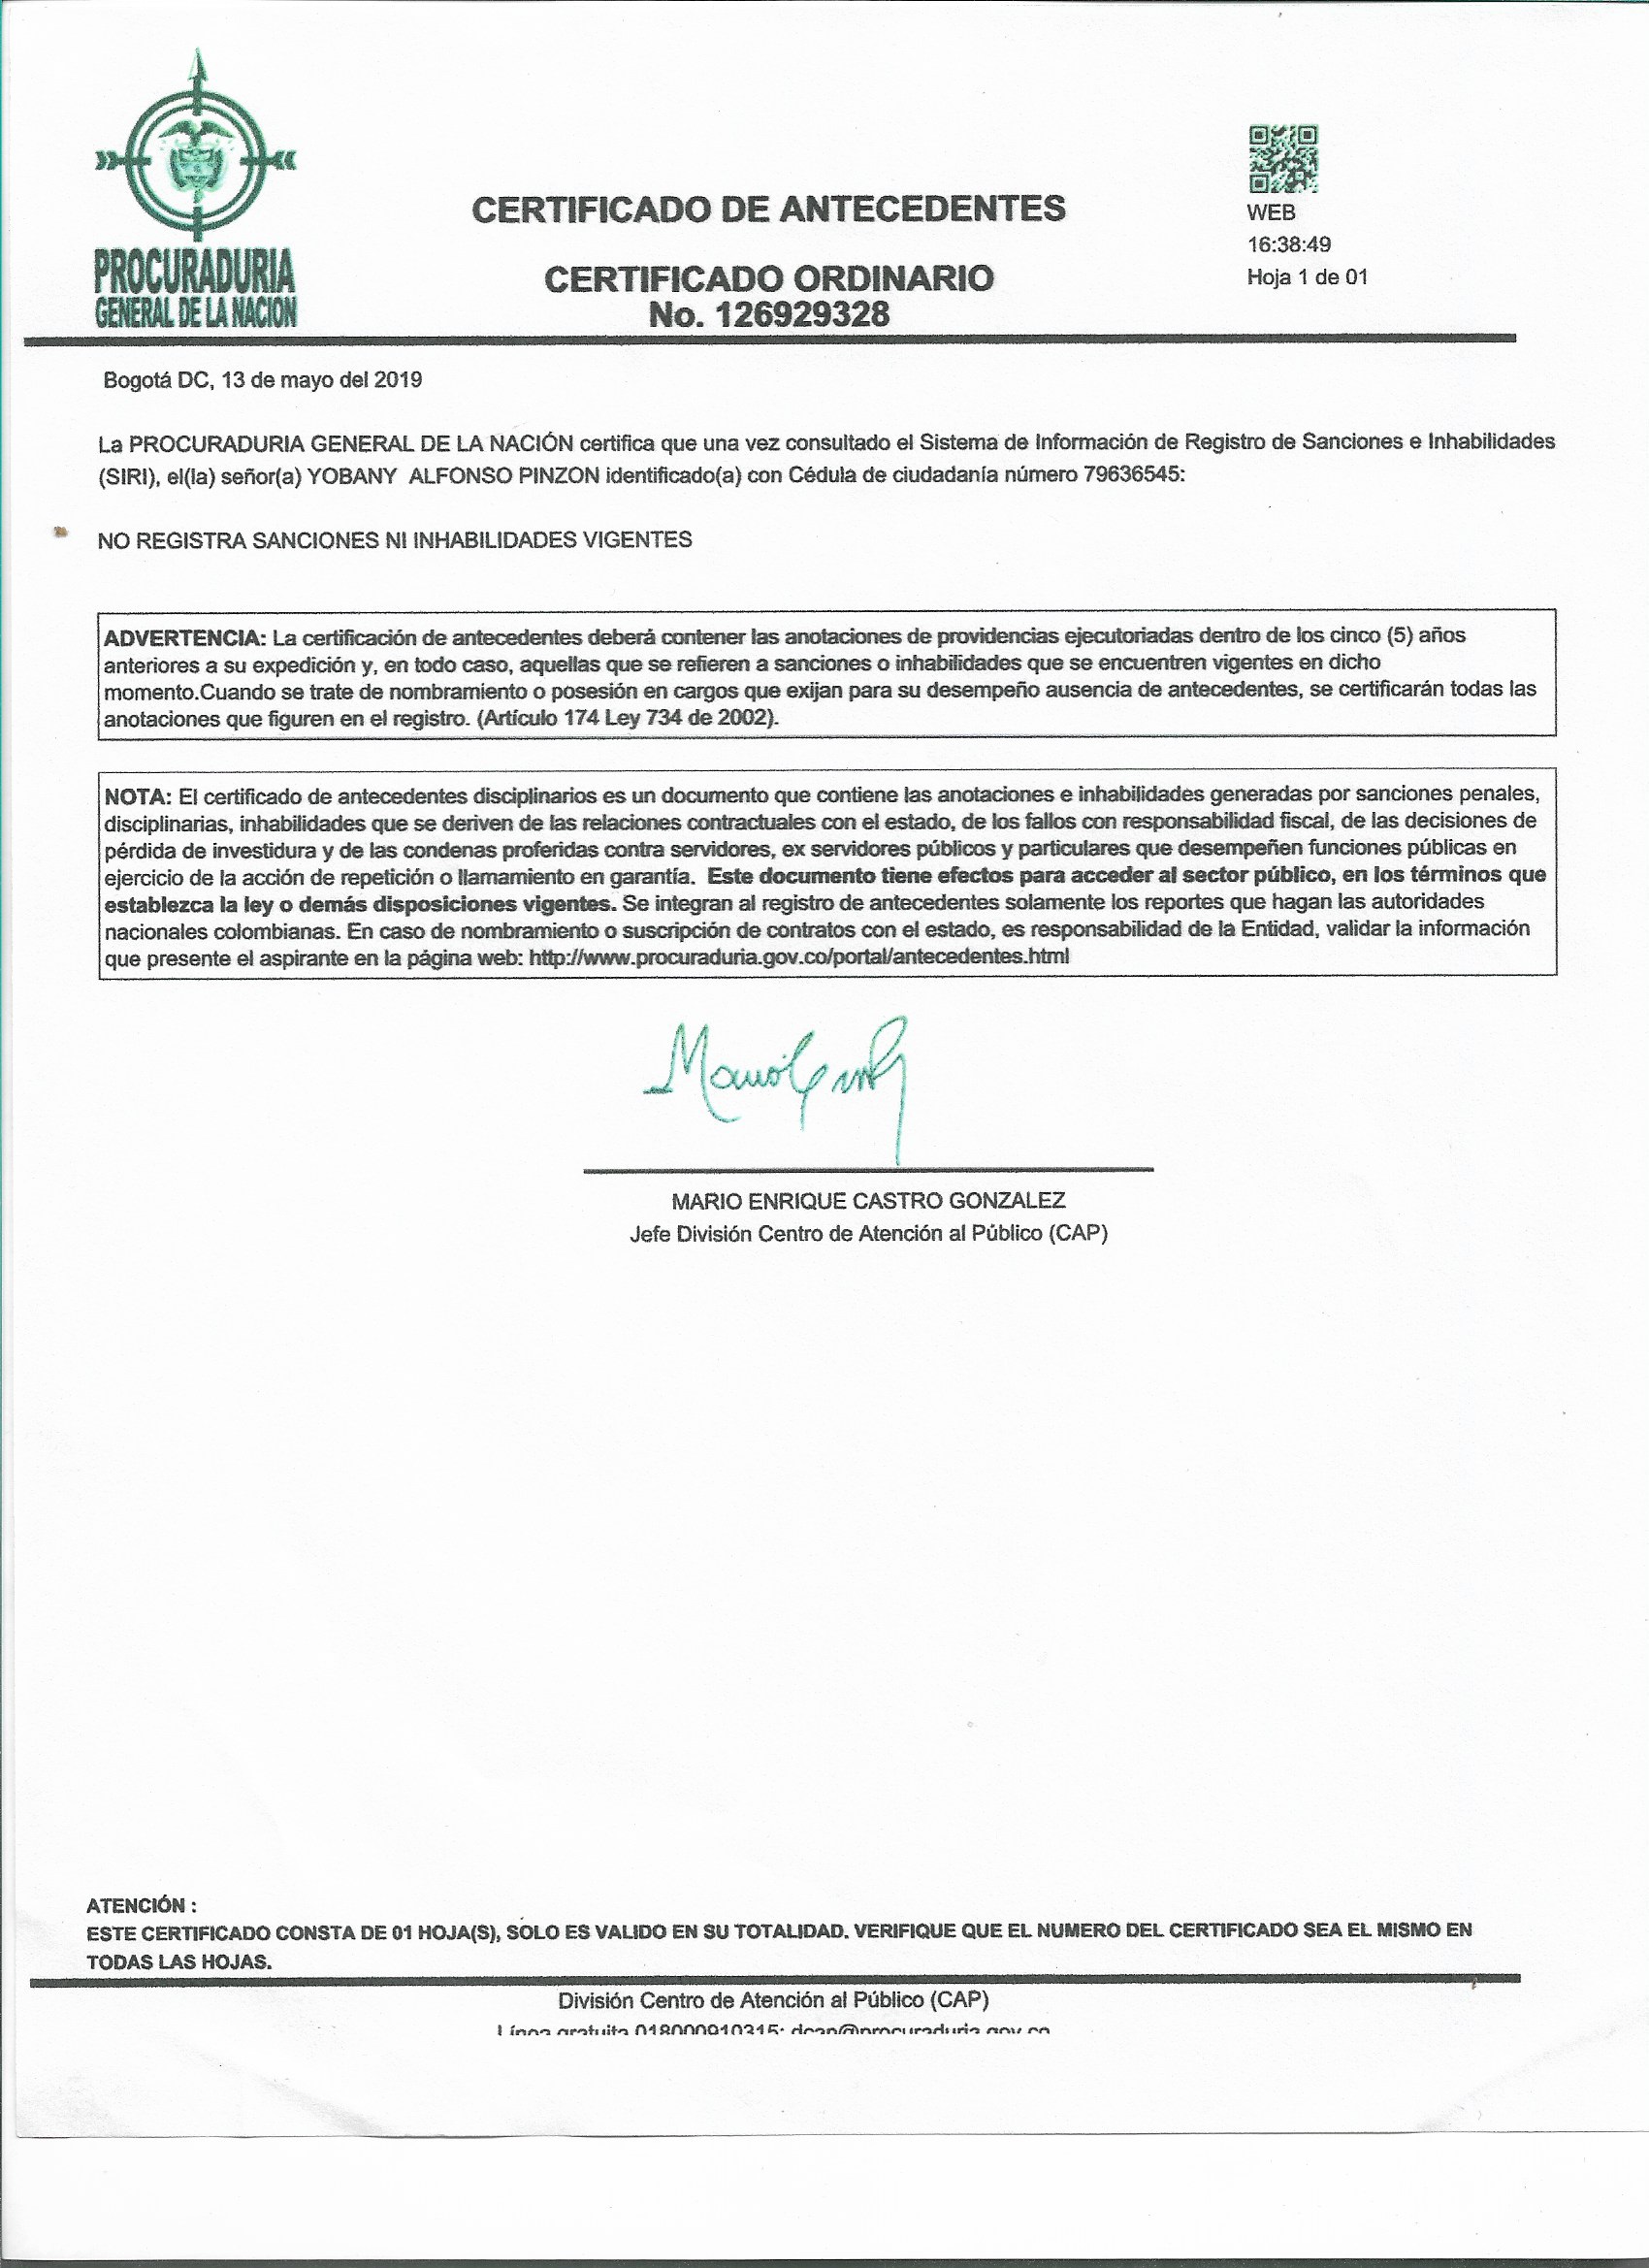 PROCURADURIA
GENERAL DE LA NACION
CERTIFICADO DE ANTECEDENTES
CERTIFICADO ORDINARIO
No. 126929328
WEB
16:38:49
Hoja 1 de 01
Bogotá DC, 13 de mayo del 2019
La PROCURADURIA GENERAL DE LA NACIÓN certifica que una vez consultado el Sistema de Información de Registro de Sanciones e Inhabilidades
(SIRI), el(la) señor(a) YOBANY  ALFONSO PINZON identificado(a) con Cédula de ciudadanía número 79636545:
NO REGISTRA SANCIONES NI INHABILIDADES VIGENTES
ADVERTENCIA: La certificación de antecedentes deberá contener las anotaciones de providencias ejecutoriadas dentro de los cinco (5) años
anteriores a su expedición y, en todo caso, aquellas que se refieren a sanciones o inhabilidades que se encuentren vigentes en dicho
momento.Cuando se trate de nombramiento o posesión en cargos que exijan para su desempeño ausencia de antecedentes, se certificarán todas las
anotaciones que figuren en el registro. (Artículo 174 Ley 734 de 2002).
NOTA: El certificado de antecedentes disciplinarios es un documento que contiene las anotaciones e inhabilidades generadas por sanciones penales,
disciplinarias, inhabilidades que se deriven de las relaciones contractuales con el estado, de los fallos con responsabilidad fiscal, de las decisiones de
pérdida de investidura y de las condenas proferidas contra servidores, ex servidores públicos y particulares que desempeñen funciones públicas en
ejercicio de la acción de repetición o llamamiento en garantía.  Este documento tiene efectos para acceder al sector público, en los términos que
establezca la ley o demás disposiciones vigentes. Se integran al registro de antecedentes solamente los reportes que hagan las autoridades
nacionales colombianas. En caso de nombramiento o suscripción de contratos con el estado, es responsabilidad de la Entidad, validar la información
que presente el aspirante en la página web: http://www.procuraduria.gov.co/portal/antecedentes.html
MARIO ENRIQUE CASTRO GONZALEZ
Jefe División Centro de Atención al Público (CAP)
ATENCIÓN :
ESTE CERTIFICADO CONSTA DE 01 HOJA(S), SOLO ES VALIDO EN SU TOTALIDAD. VERIFIQUE QUE EL NUMERO DEL CERTIFICADO SEA EL MISMO EN
TODAS LAS HOJAS.
División Centro de Atención al Público (CAP)
Línea gratuita 018000910315; dcap@procuraduria.gov.co